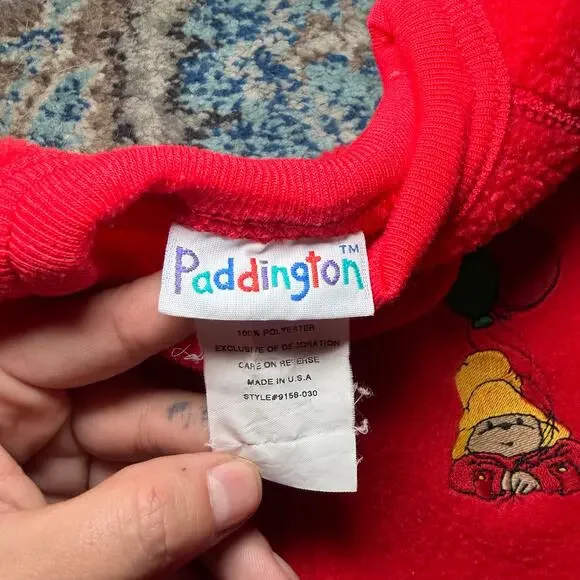 Paddington™
100% POLYESTER
EXCLUSIVE OF DECORATION
CARE ON REVERSE
MADE IN U.S.A
STYLE#9158-030